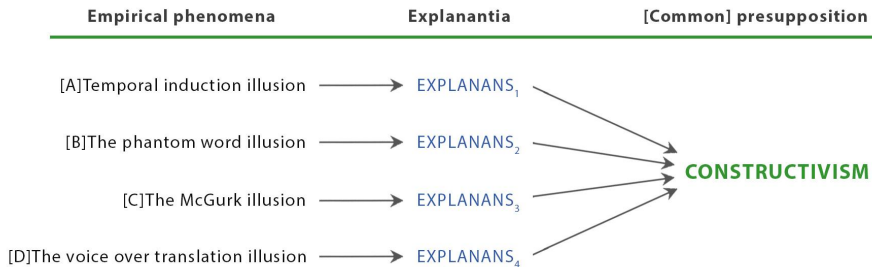 Empirical phenomena Explanantia [Common] presupposition
[A]Temporal induction illusion EXPLANANS1
[B]The phantom word illusion EXPLANANS2
CONSTRUCTIVISM
[C]The McGurk illusion EXPLANANS3
[D]The voice over translation illusion EXPLANANS4